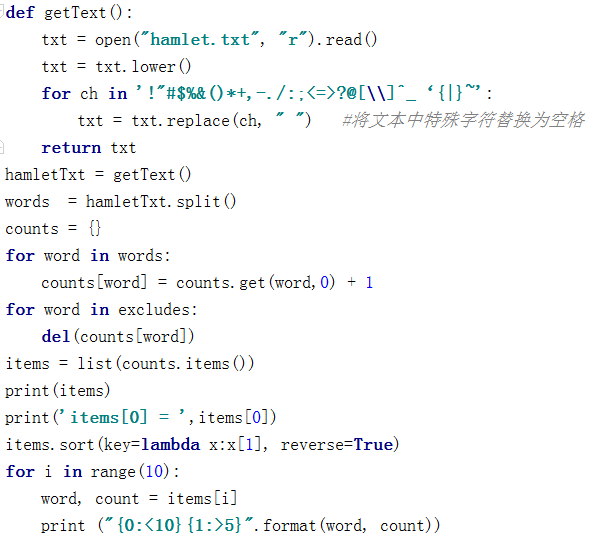 def getText():
    txt = open("hamlet.txt", "r").read()
    txt = txt.lower()
    for ch in '!"#$%&()*+,-./:;<=>?@[\\]^_‘{|}~':
        txt = txt.replace(ch, " ")   #将文本中特殊字符替换为空格
    return txt
hamletTxt = getText()
words  = hamletTxt.split()
counts = {}
for word in words:
    counts[word] = counts.get(word,0) + 1
for word in excludes:
    del(counts[word])
items = list(counts.items())
print(items)
print('items[0] = ',items[0])
items.sort(key=lambda x:x[1], reverse=True)
for i in range(10):
    word, count = items[i]
    print ("{0:<10}{1:>5}".format(word, count))